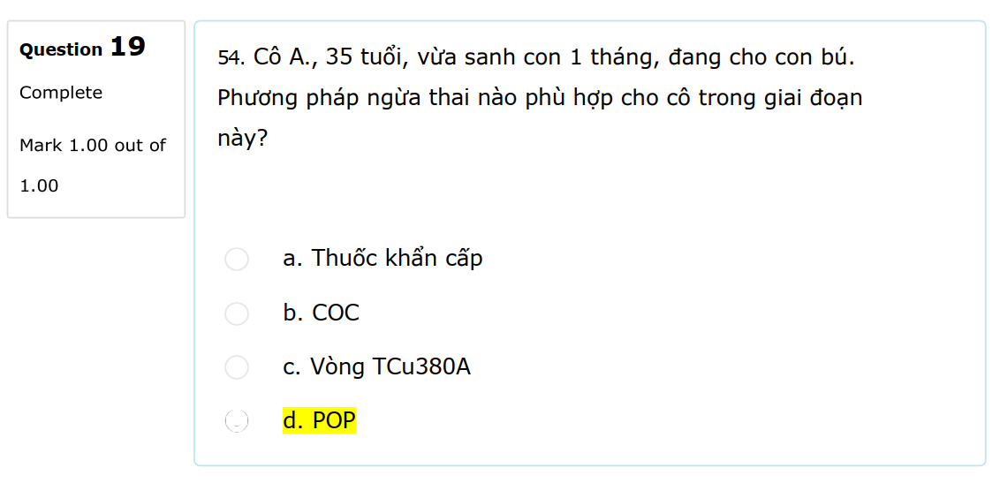 Question 19
Complete
Mark 1.00 out of
1.00
54. Cô A., 35 tuổi, vừa sanh con 1 tháng, đang cho con bú.
Phương pháp ngừa thai nào phù hợp cho cô trong giai đoạn
này?
a. Thuốc khẩn cấp
b. COC
c. Vòng TCu380A
d. POP